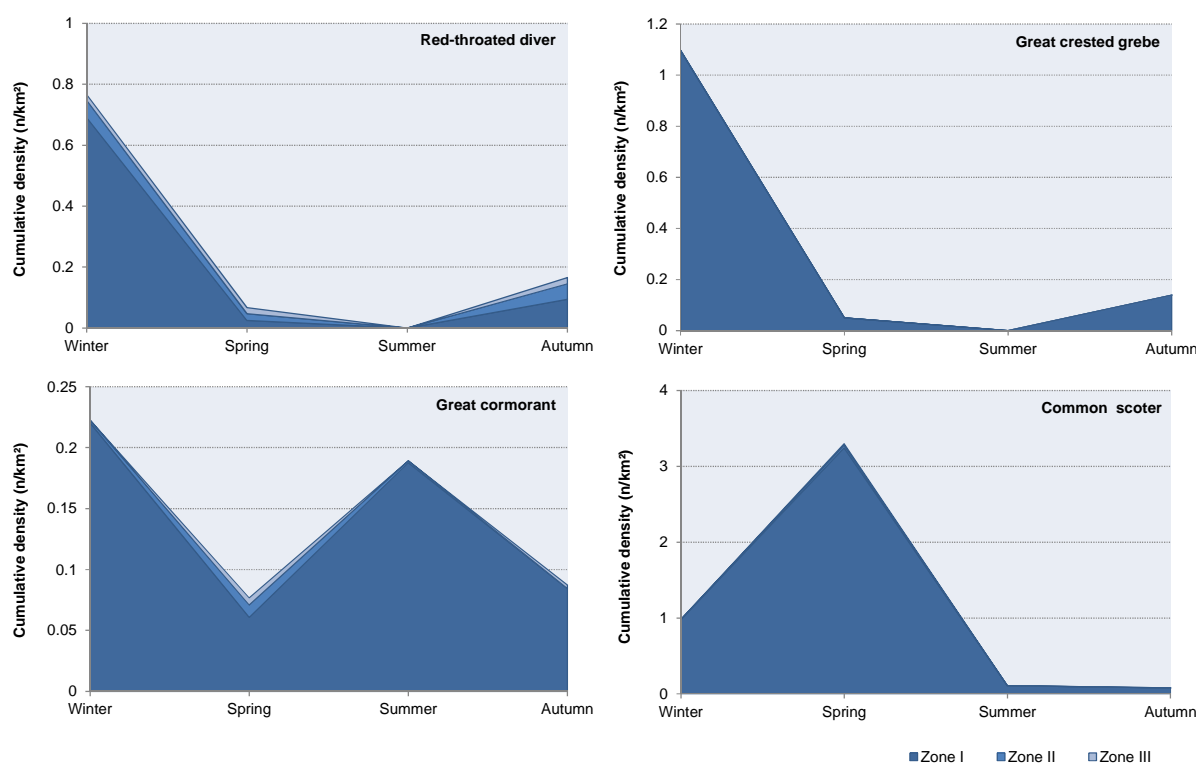 Red-throated diver
Cumulative density (n/km²)
1
0.8
0.6
0.4
0.2
0
Winter Spring Summer Autumn
Great crested grebe
Cumulative density (n/km²)
1.2
1
0.8
0.6
0.4
0.2
0
Winter Spring Summer Autumn
Great cormorant
Cumulative density (n/km²)
0.25
0.2
0.15
0.1
0.05
0
Winter Spring Summer Autumn
Common scoter
Cumulative density (n/km²)
4
3
2
1
0
Winter Spring Summer Autumn
Zone I Zone II Zone III